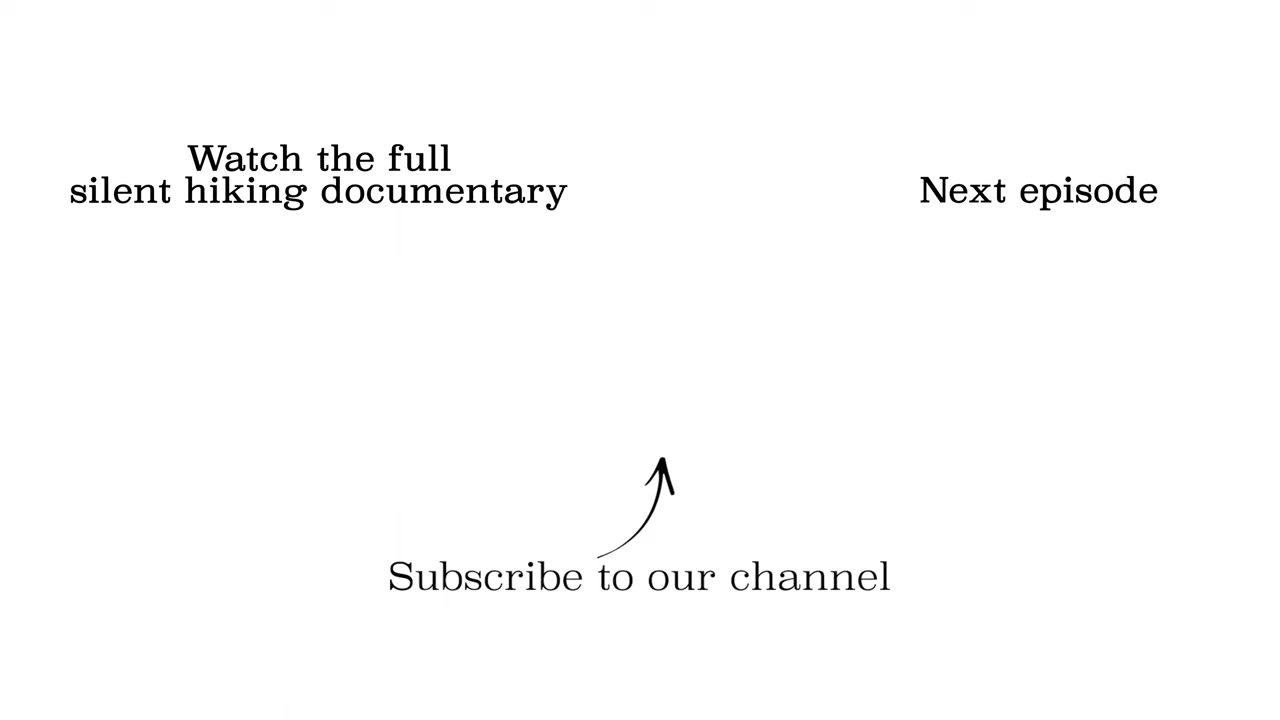 Watch the full
silent hiking documentary
Next episode
Subscribe to our channel